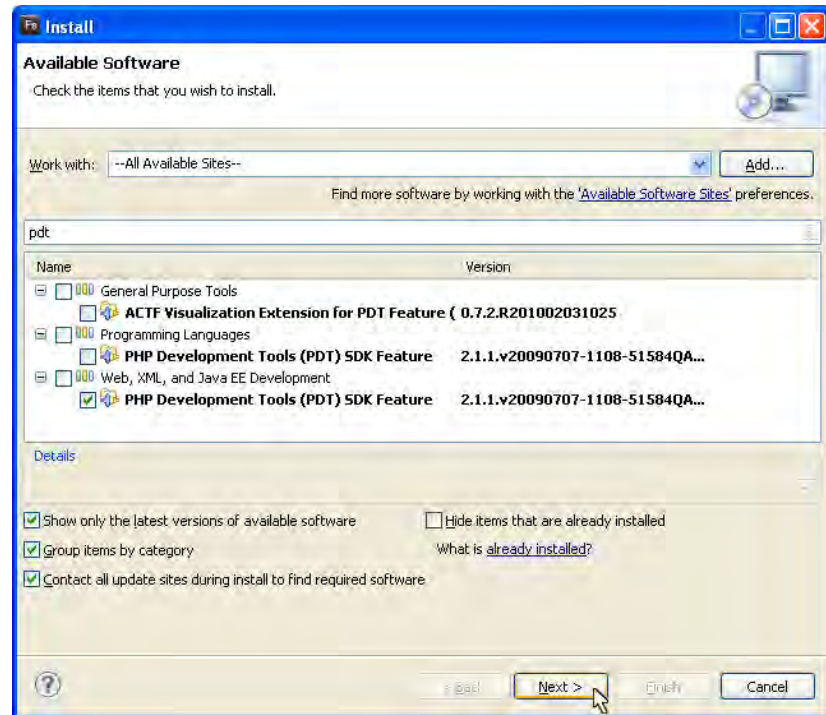 Fe Install
Available Software
Check the items that you wish to install.
Work with: --All Available Sites-- Add...
Find more software by working with the 'Available Software Sites' preferences.
pdt
Name Version
000 General Purpose Tools
ACTF Visualization Extension for PDT Feature ( 0.7.2.R201002031025
000 Programming Languages
PHP Development Tools (PDT) SDK Feature 2.1.1.v20090707-1108-51584QA...
000 Web, XML, and Java EE Development
PHP Development Tools (PDT) SDK Feature 2.1.1.v20090707-1108-51584QA...
Details
Show only the latest versions of available software Hide items that are already installed
Group items by category What is already installed?
Contact all update sites during install to find required software
? < Back Next > Finish Cancel